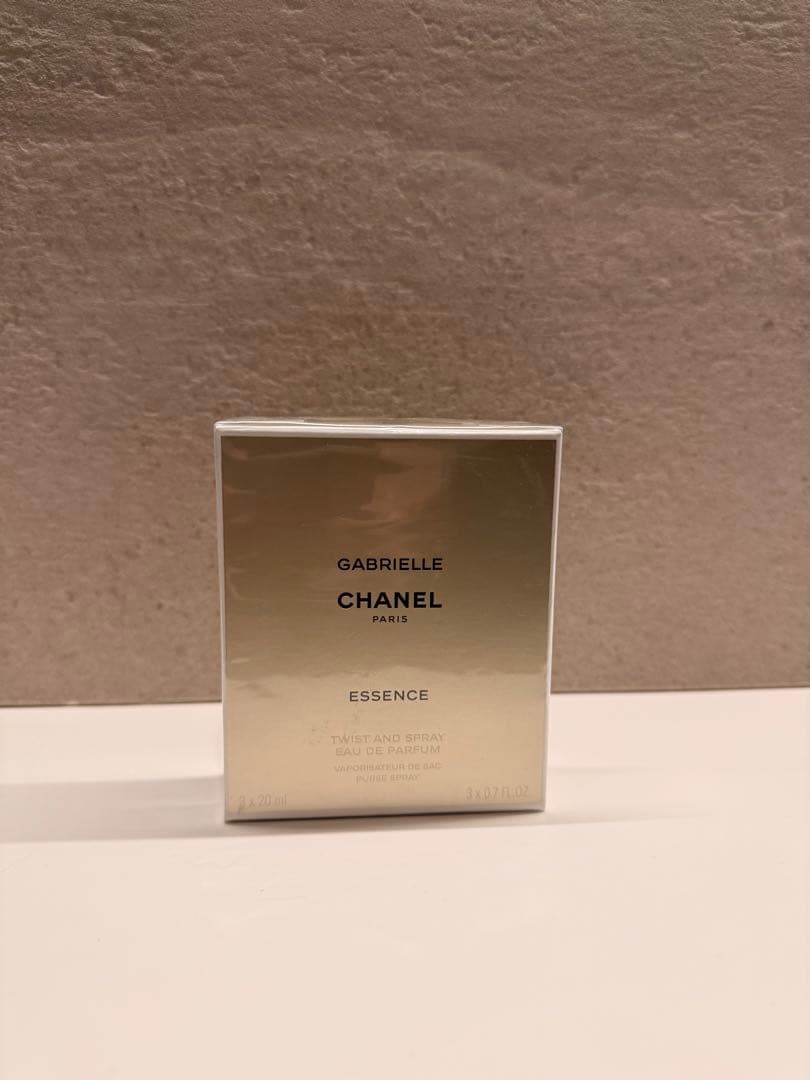 GABRIELLE
CHANEL
PARIS
ESSENCE
TWIST AND SPRAY
EAU DE PARFUM
VAPORISATEUR DE SAC
PURSE SPRAY
3 x 20 ml
3 x 0.7 FL.OZ